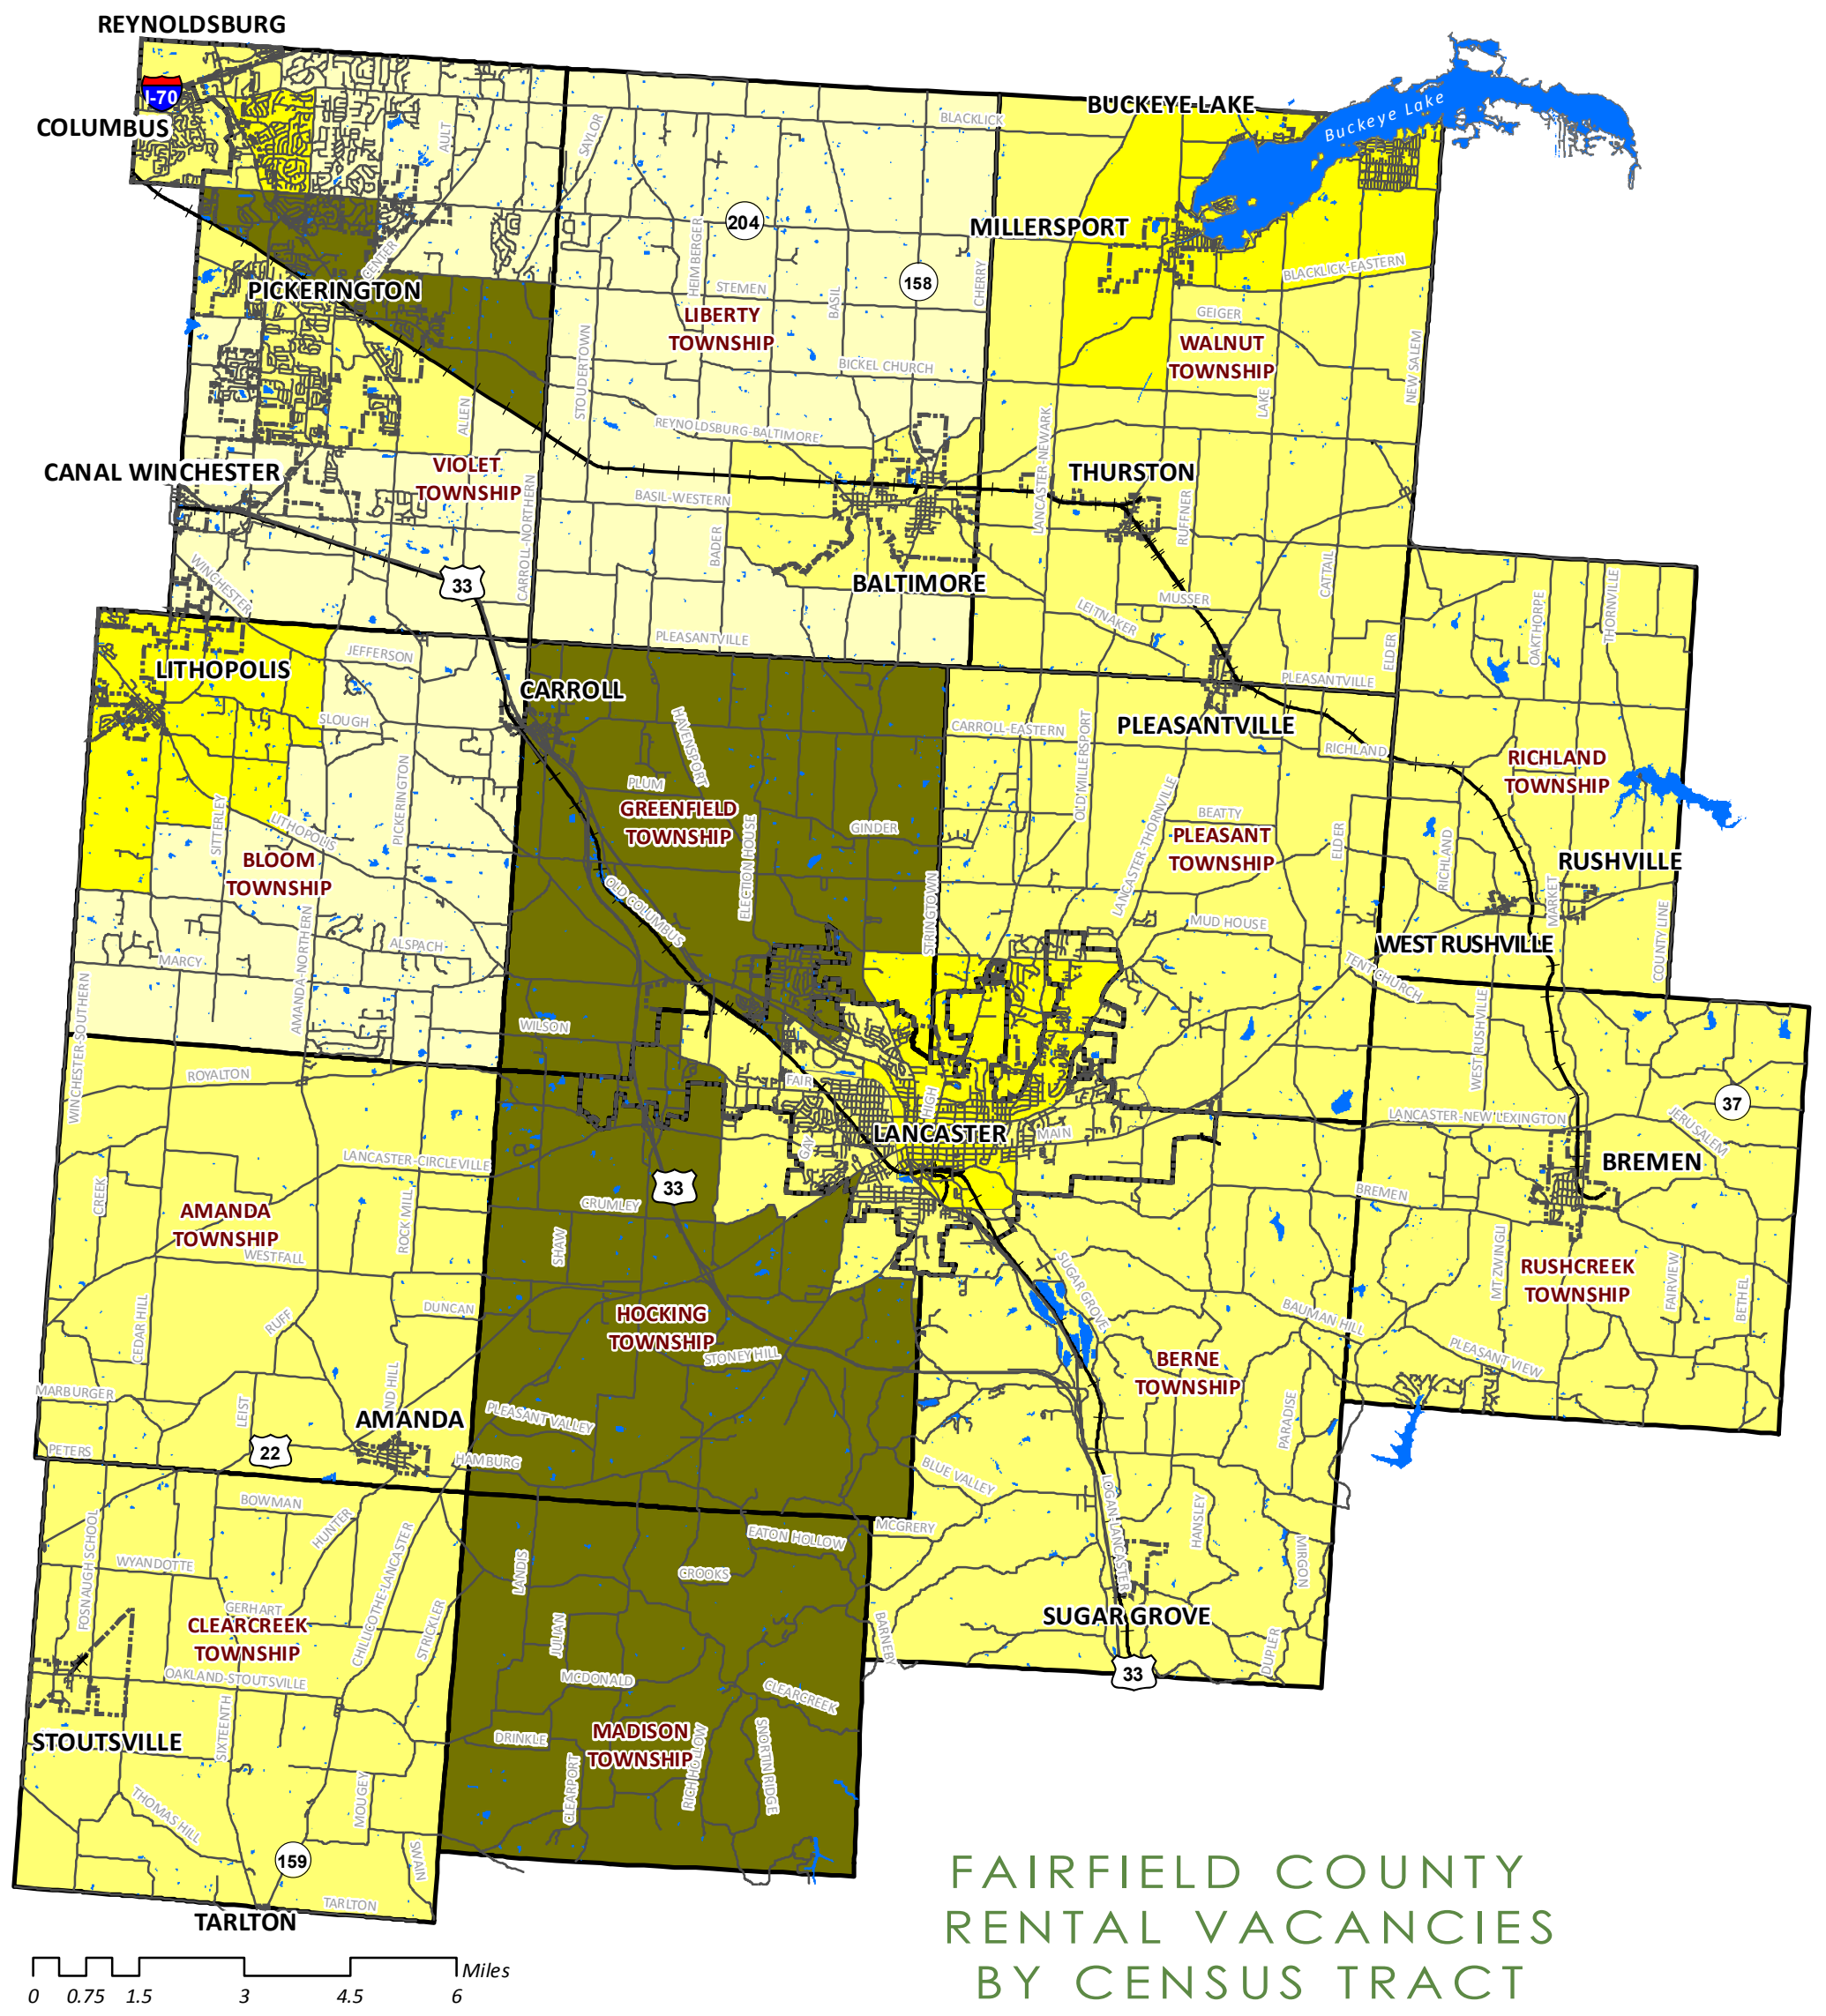 REYNOLDSBURG
I-70
COLUMBUS
BUCKEYE LAKE
Buckeye Lake
BLACKLICK
AULT
SAYLOR
204
MILLERSPORT
HEIMBERGER
CENTER
PICKERINGTON
STEMEN
158
CHERRY
BASIL
BLACKLICK-EASTERN
LIBERTY
TOWNSHIP
GEIGER
WALNUT
TOWNSHIP
NEW SALEM
STOUDERTOWN
BICKEL CHURCH
LAKE
ALLEN
REYNOLDSBURG-BALTIMORE
LANCASTER-NEWARK
CANAL WINCHESTER
VIOLET
TOWNSHIP
THURSTON
BASIL-WESTERN
RUFFNER
CARROLL-NORTHERN
BADER
WINCHESTER
33
BALTIMORE
CATTAIL
MUSSER
LEITNAKER
OAKTHORPE
THORNVILLE
PLEASANTVILLE
ELDER
JEFFERSON
LITHOPOLIS
CARROLL
PLEASANTVILLE
SLOUGH
HAVENSPORT
CARROLL-EASTERN
OLD MILLERSPORT
PLEASANTVILLE
RICHLAND
RICHLAND
TOWNSHIP
PICKERINGTON
PLUM
GREENFIELD
TOWNSHIP
SITTERLEY
LITHOPOLIS
GINDER
ELECTION HOUSE
LANCASTER-THORNVILLE
BEATTY
PLEASANT
TOWNSHIP
ELDER
RICHLAND
RUSHVILLE
BLOOM
TOWNSHIP
OLD COLUMBUS
STRINGTOWN
MUD HOUSE
MARKET
COUNTY LINE
AMANDA-NORTHERN
ALSPACH
MARCY
WEST RUSHVILLE
TENT CHURCH
WINCHESTER-SOUTHERN
WILSON
WEST RUSHVILLE
ROYALTON
FAIR
HIGH
37
LANCASTER-NEW LEXINGTON
JERUSALEM
LANCASTER
MAIN
GAY
LANCASTER-CIRCLEVILLE
BREMEN
33
CREEK
ROCK MILL
CRUMLEY
BREMEN
AMANDA
TOWNSHIP
WESTFALL
SHAW
SUGAR GROVE
MT ZWINGLI
RUSHCREEK
TOWNSHIP
FAIRVIEW
BETHEL
CEDAR HILL
RUFF
DUNCAN
HOCKING
TOWNSHIP
BAUMAN HILL
STONEY HILL
BERNE
TOWNSHIP
PLEASANT VIEW
MARBURGER
LEIST
AMANDA
PLEASANT VALLEY
PARADISE
PETERS
22
HAMBURG
BLUE VALLEY
BOWMAN
HUNTER
FOSNAUGH SCHOOL
CHILLICOTHE-LANCASTER
EATON HOLLOW
MCGRERY
LOGAN-LANCASTER
HANSLEY
WYANDOTTE
LANDIS
CROOKS
MIRGON
GERHART
CLEARCREEK
TOWNSHIP
STRICKLER
JULIAN
BARNEBY
SUGAR GROVE
DUPLER
OAKLAND-STOUTSVILLE
MCDONALD
CLEARCREEK
33
STOUTSVILLE
SIXTEENTH
DRINKLE
MADISON
TOWNSHIP
RICH HOLLOW
SNORTIN RIDGE
CLEARPORT
THOMAS HILL
MOUGEY
159
SWAIN
TARLTON
TARLTON
FAIRFIELD COUNTY
RENTAL VACANCIES
BY CENSUS TRACT
Miles
0 0.75 1.5 3 4.5 6